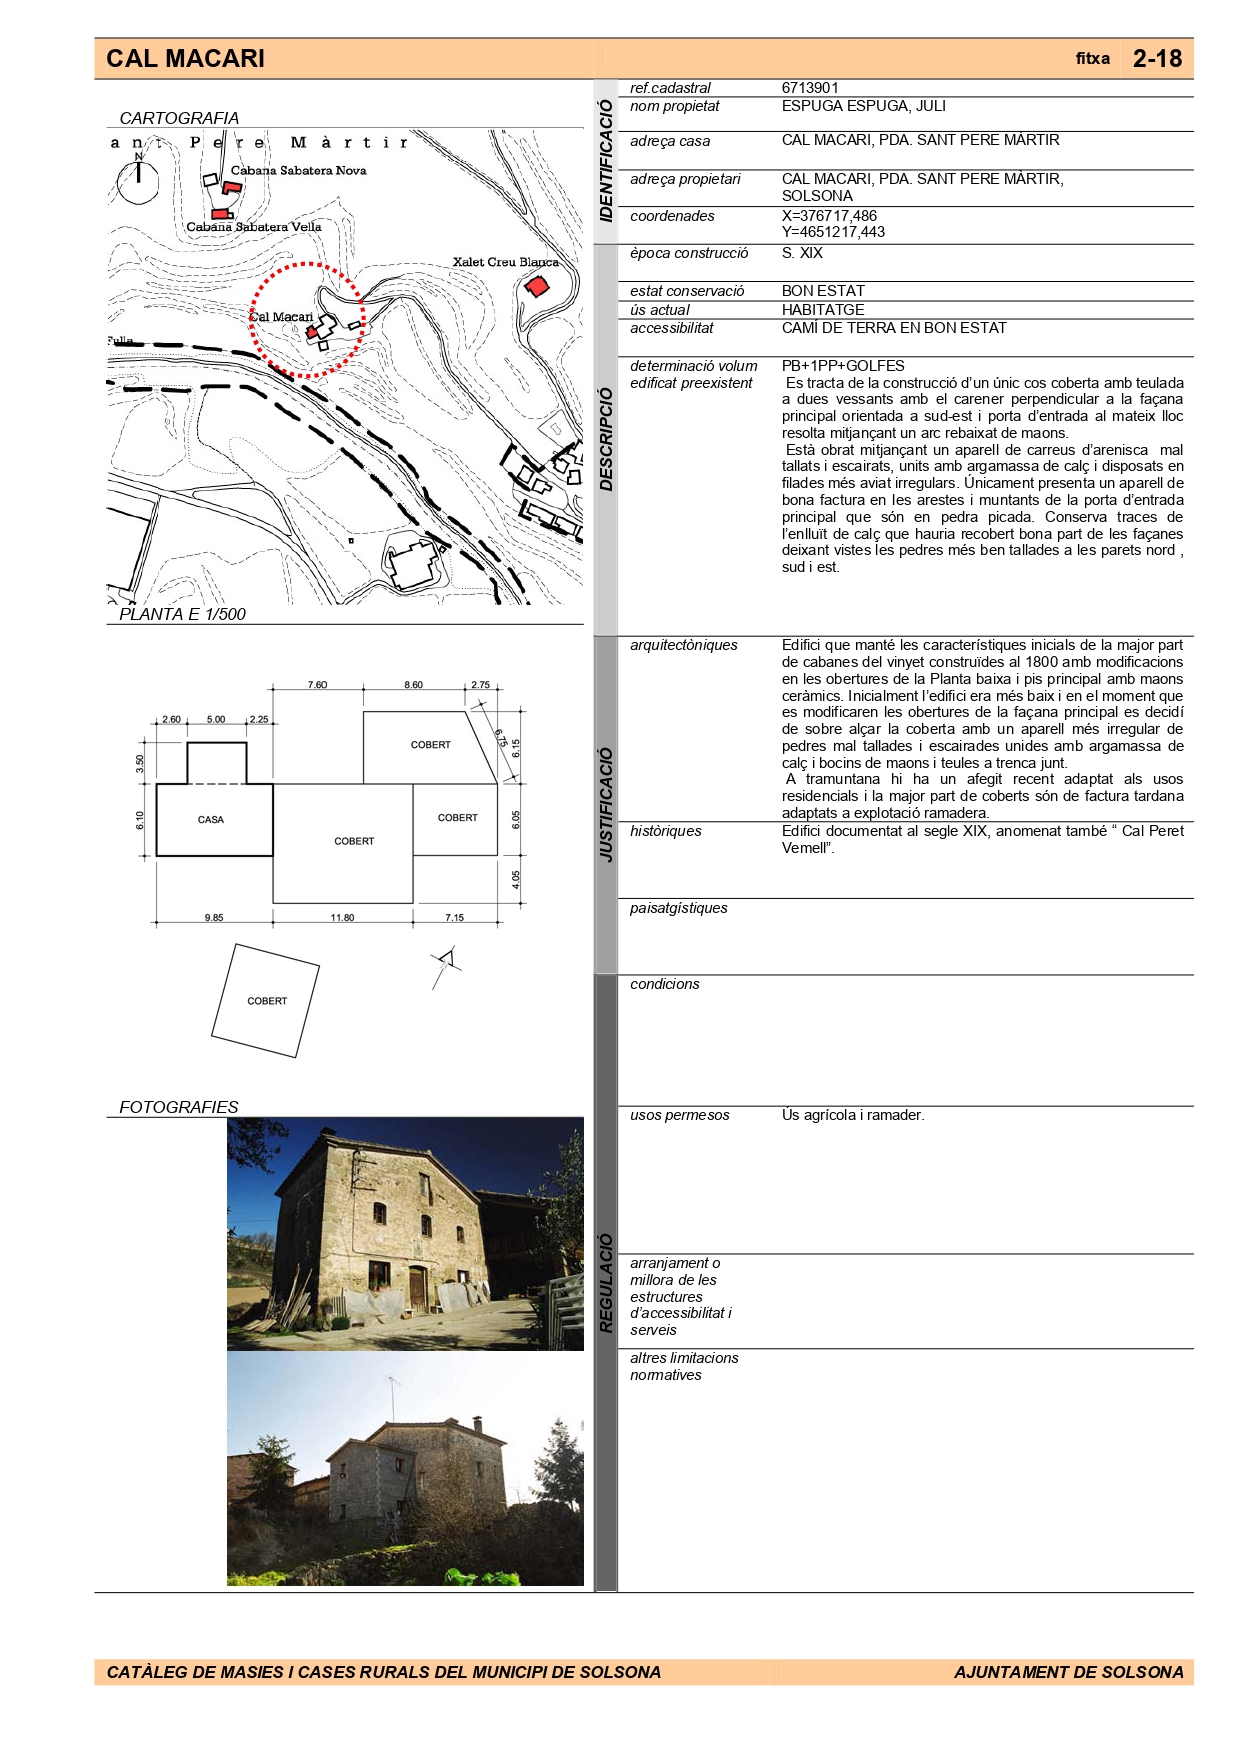 CAL MACARI
fitxa 2-18
CARTOGRAFIA
ant Pere Màrtir
N
Cabana Sabatera Nova
Cabana Sabatera Vella
Xalet Creu Blanca
Cal Macari
Fulla
PLANTA E 1/500
7.60 8.60 2.75
2.60 5.00 2.25
6.75
6.15
3.50
COBERT
6.10
CASA
COBERT
COBERT
6.05
4.05
9.85 11.80 7.15
COBERT
FOTOGRAFIES
IDENTIFICACIÓ
ref.cadastral 6713901
nom propietat ESPUGA ESPUGA, JULI
adreça casa CAL MACARI, PDA. SANT PERE MÀRTIR
adreça propietari CAL MACARI, PDA. SANT PERE MÀRTIR,
SOLSONA
coordenades X=376717,486
Y=4651217,443
DESCRIPCIÓ
època construcció S. XIX
estat conservació BON ESTAT
ús actual HABITATGE
accessibilitat CAMÍ DE TERRA EN BON ESTAT
determinació volum PB+1PP+GOLFES
edificat preexistent Es tracta de la construcció d’un únic cos coberta amb teulada
a dues vessants amb el carener perpendicular a la façana
principal orientada a sud-est i porta d’entrada al mateix lloc
resolta mitjançant un arc rebaixat de maons.
Està obrat mitjançant un aparell de carreus d’arenisca mal
tallats i escairats, units amb argamassa de calç i disposats en
filades més aviat irregulars. Únicament presenta un aparell de
bona factura en les arestes i muntants de la porta d’entrada
principal que són en pedra picada. Conserva traces de
l’enlluït de calç que hauria recobert bona part de les façanes
deixant vistes les pedres més ben tallades a les parets nord ,
sud i est.
JUSTIFICACIÓ
arquitectòniques Edifici que manté les característiques inicials de la major part
de cabanes del vinyet construïdes al 1800 amb modificacions
en les obertures de la Planta baixa i pis principal amb maons
ceràmics. Inicialment l’edifici era més baix i en el moment que
es modificaren les obertures de la façana principal es decidí
de sobre alçar la coberta amb un aparell més irregular de
pedres mal tallades i escairades unides amb argamassa de
calç i bocins de maons i teules a trenca junt.
A tramuntana hi ha un afegit recent adaptat als usos
residencials i la major part de coberts són de factura tardana
adaptats a explotació ramadera.
històriques Edifici documentat al segle XIX, anomenat també “ Cal Peret
Vernell”.
paisatgístiques
REGULACIÓ
condicions
usos permesos Ús agrícola i ramader.
arranjament o
millora de les
estructures
d’accessibilitat i
serveis
altres limitacions
normatives
CATÀLEG DE MASIES I CASES RURALS DEL MUNICIPI DE SOLSONA AJUNTAMENT DE SOLSONA